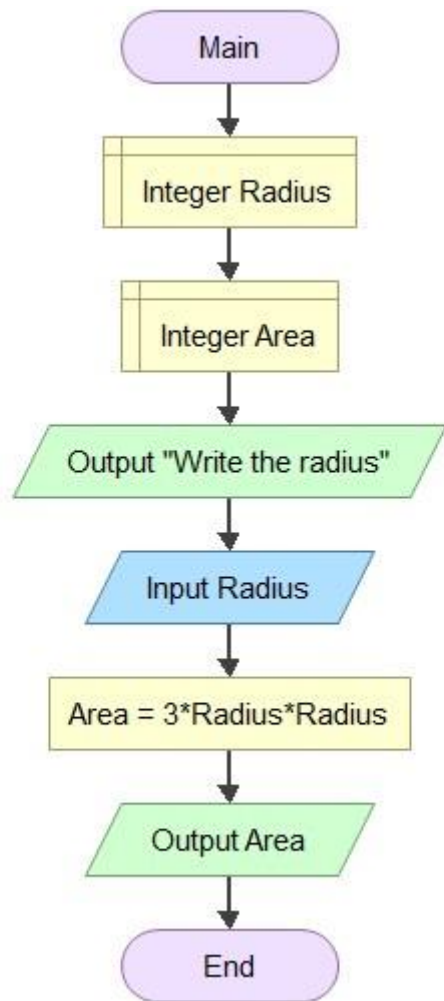 Main
Integer Radius
Integer Area
Output "Write the radius"
Input Radius
Area = 3*Radius*Radius
Output Area
End